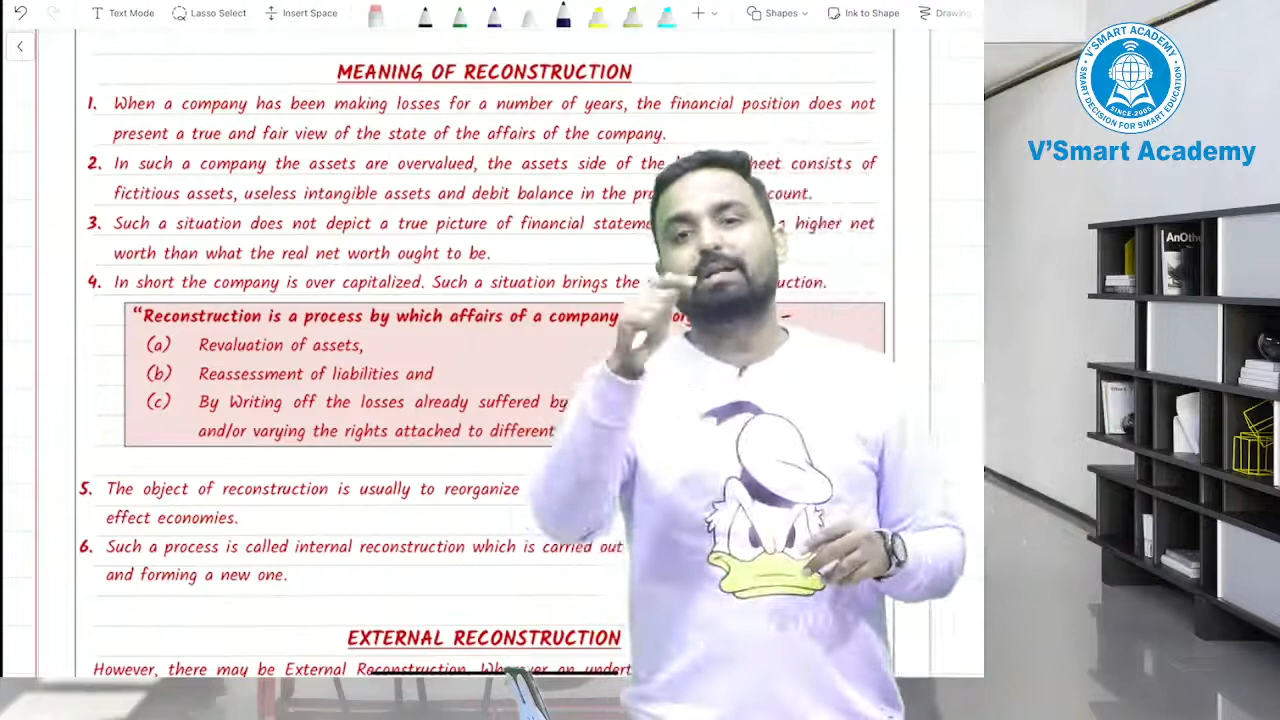 Text Mode Lasso Select Insert Space Shapes Ink to Shape Drawing
MEANING OF RECONSTRUCTION
1. When a company has been making losses for a number of years, the financial position does not
present a true and fair view of the state of the affairs of the company.
2. In such a company the assets are overvalued, the assets side of the heet consists of
fictitious assets, useless intangible assets and debit balance in the pro count.
3. Such a situation does not depict a true picture of financial stateme higher net
worth than what the real net worth ought to be.
4. In short the company is over capitalized. Such a situation brings the uction.
“Reconstruction is a process by which affairs of a company -
(a) Revaluation of assets,
(b) Reassessment of liabilities and
(c) By Writing off the losses already suffered by
and/or varying the rights attached to different
5. The object of reconstruction is usually to reorganize
effect economies.
6. Such a process is called internal reconstruction which is carried out
and forming a new one.
EXTERNAL RECONSTRUCTION
However, there may be External Reconstruction. Wherever an undert
V'SMART ACADEMY
SINCE-2005
SMART DECISION FOR SMART EDUCATION
V'Smart Academy
AnOthe